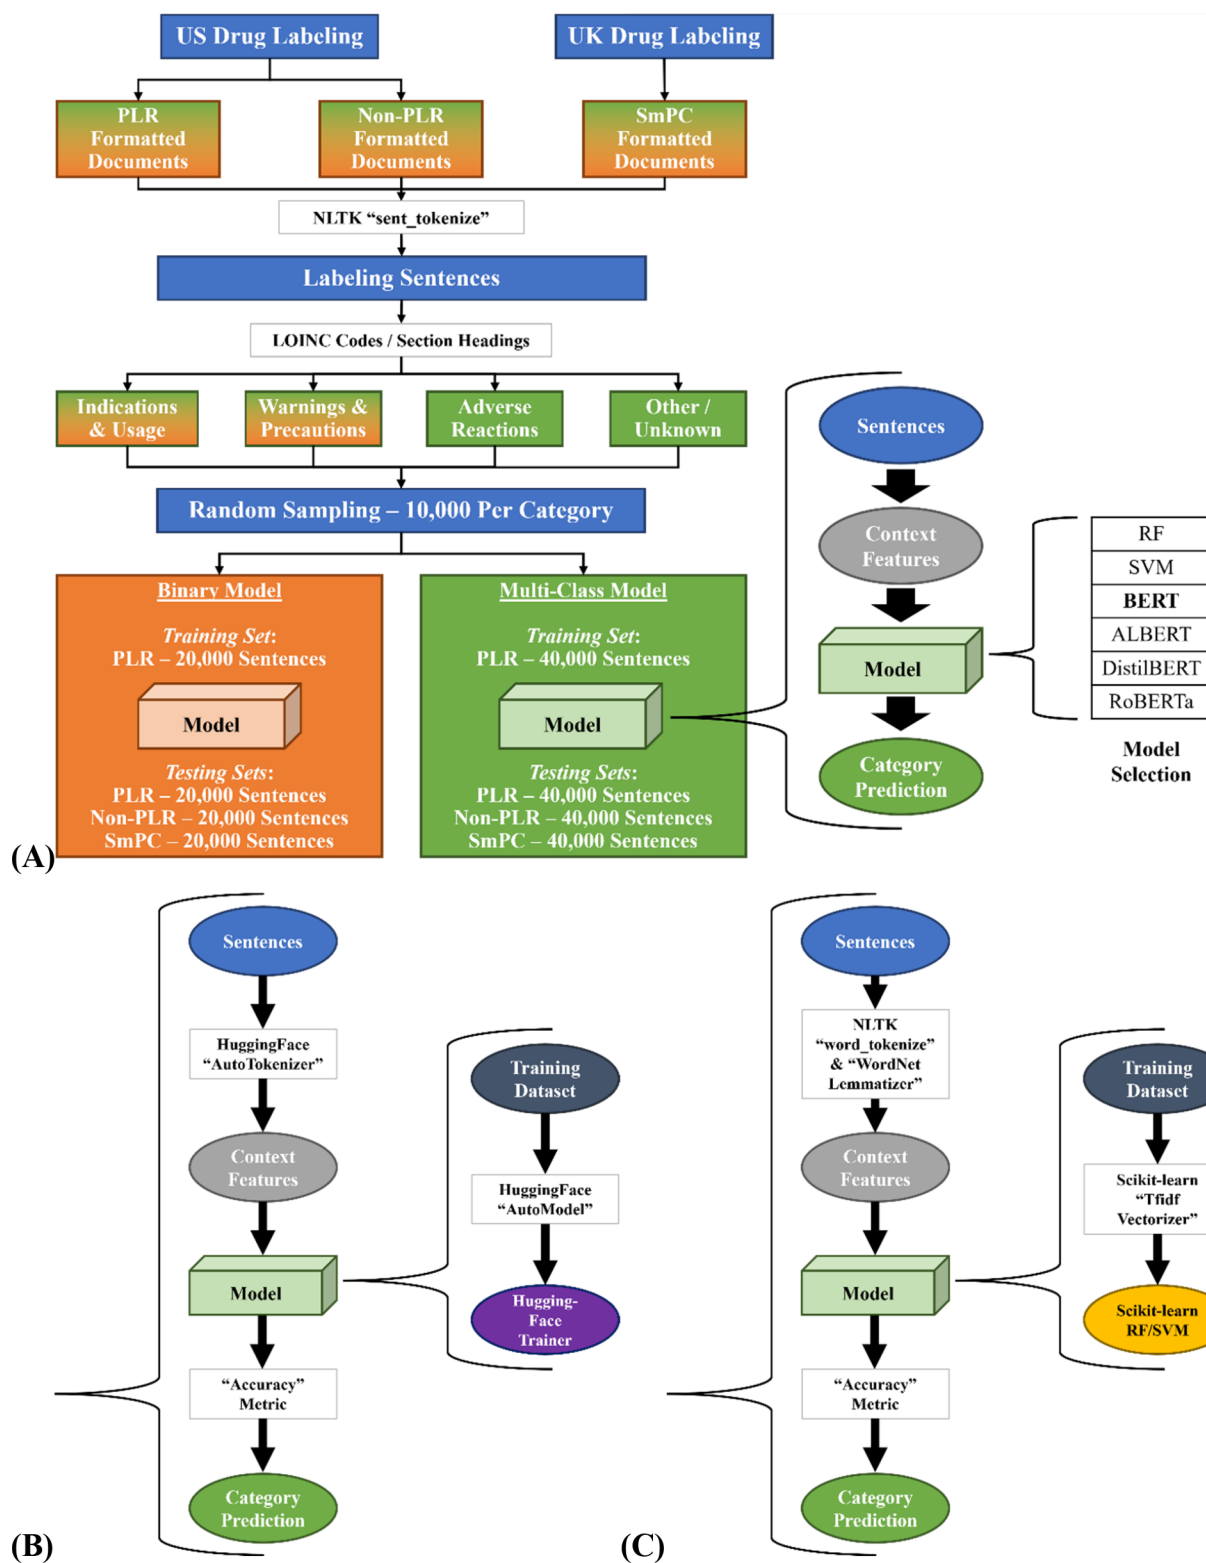 US Drug Labeling
UK Drug Labeling
PLR
Formatted
Documents
Non-PLR
Formatted
Documents
SmPC
Formatted
Documents
NLTK “sent_tokenize”
Labeling Sentences
LOINC Codes / Section Headings
Indications
& Usage
Warnings &
Precautions
Adverse
Reactions
Other /
Unknown
Random Sampling – 10,000 Per Category
Binary Model
Training Set:
PLR – 20,000 Sentences
Model
Testing Sets:
PLR – 20,000 Sentences
Non-PLR – 20,000 Sentences
SmPC – 20,000 Sentences
Multi-Class Model
Training Set:
PLR – 40,000 Sentences
Model
Testing Sets:
PLR – 40,000 Sentences
Non-PLR – 40,000 Sentences
SmPC – 40,000 Sentences
Sentences
Context
Features
Model
Category
Prediction
RF
SVM
BERT
ALBERT
DistilBERT
RoBERTa
Model
Selection
(A)
Sentences
HuggingFace
“AutoTokenizer”
Context
Features
Model
“Accuracy”
Metric
Category
Prediction
Training
Dataset
HuggingFace
“AutoModel”
Hugging-
Face
Trainer
(B)
Sentences
NLTK
“word_tokenize”
& “WordNet
Lemmatizer”
Context
Features
Model
“Accuracy”
Metric
Category
Prediction
Training
Dataset
Scikit-learn
“Tfidf
Vectorizer”
Scikit-learn
RF/SVM
(C)